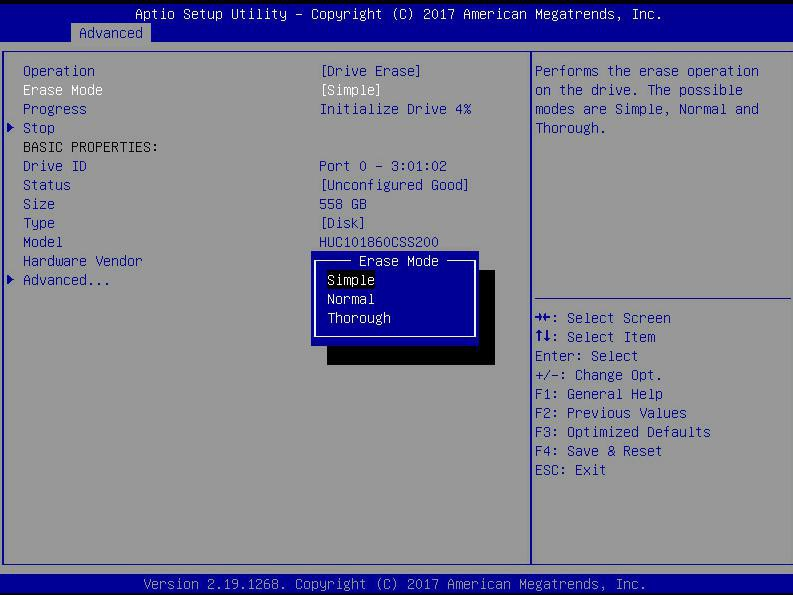 Aptio Setup Utility – Copyright (C) 2017 American Megatrends, Inc.
Advanced
Operation [Drive Erase]
Erase Mode [Simple]
Progress Initialize Drive 4%
▶ Stop
BASIC PROPERTIES:
Drive ID Port 0 – 3:01:02
Status [Unconfigured Good]
Size 558 GB
Type [Disk]
Model HUC101860CSS200
Hardware Vendor
▶ Advanced...
Erase Mode
Simple
Normal
Thorough
Performs the erase operation
on the drive. The possible
modes are Simple, Normal and
Thorough.
→←: Select Screen
↑↓: Select Item
Enter: Select
+/–: Change Opt.
F1: General Help
F2: Previous Values
F3: Optimized Defaults
F4: Save & Reset
ESC: Exit
Version 2.19.1268. Copyright (C) 2017 American Megatrends, Inc.